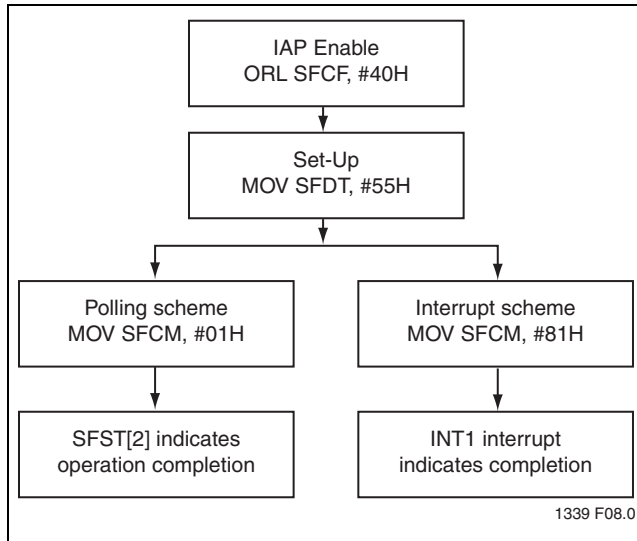 IAP Enable
ORL SFCF, #40H
Set-Up
MOV SFDT, #55H
Polling scheme
MOV SFCM, #01H
Interrupt scheme
MOV SFCM, #81H
SFST[2] indicates
operation completion
INT1 interrupt
indicates completion
1339 F08.0